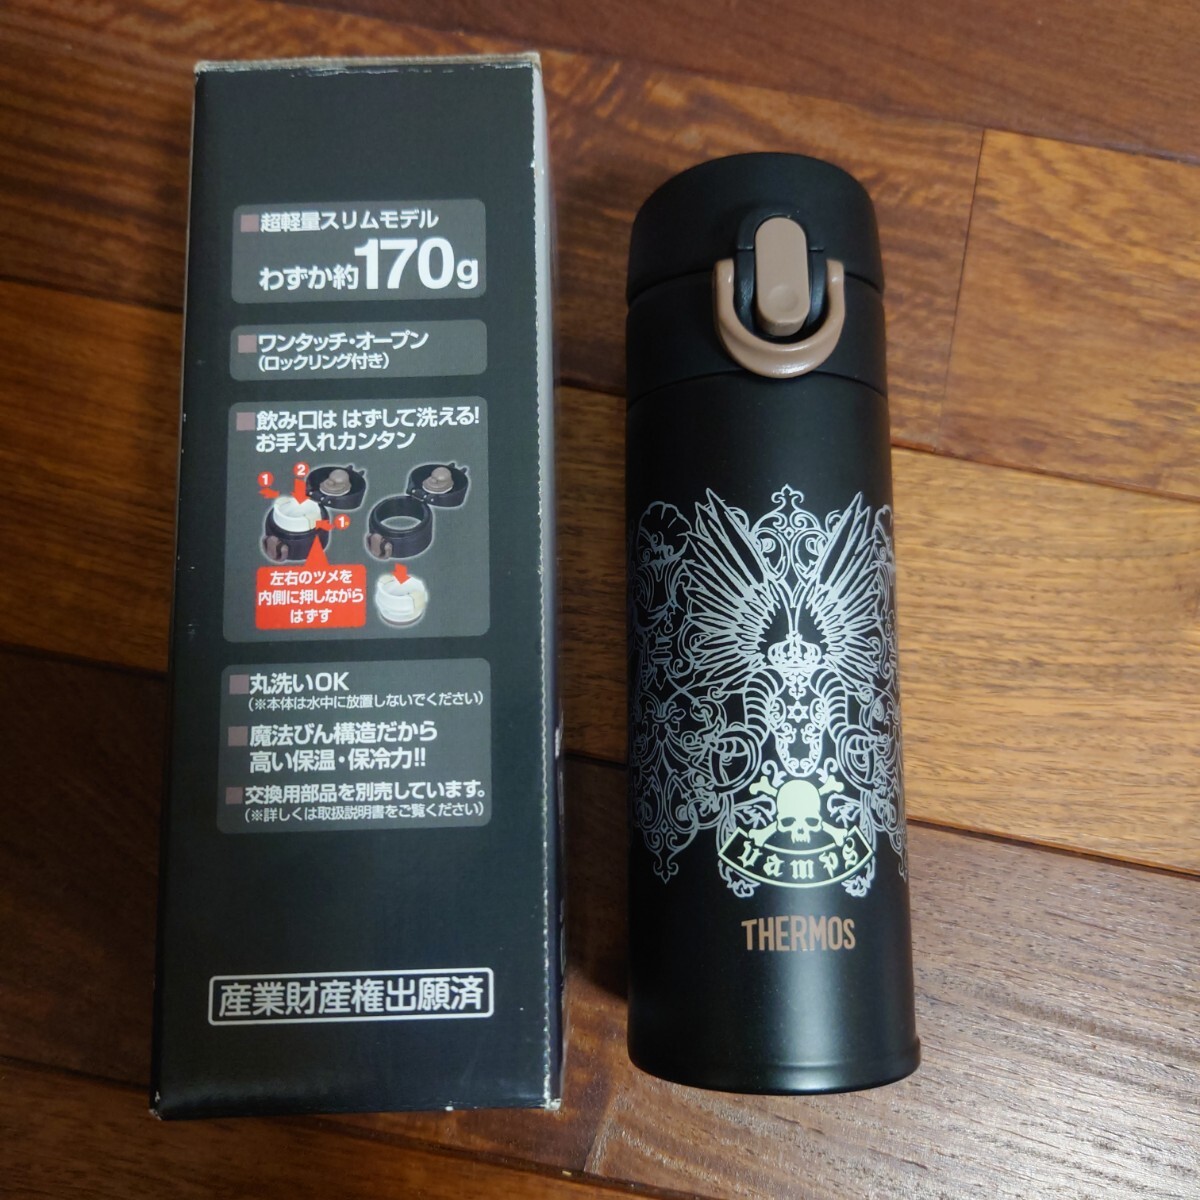 ■超軽量スリムモデル
わずか約170g
■ワンタッチ・オープン
(ロックリング付き)
■飲み口は はずして洗える!
お手入れカンタン
1
2
1
左右のツメを
内側に押しながら
はずす
■丸洗いOK
(※本体は水中に放置しないでください)
■魔法びん構造だから
高い保温・保冷力!!
■交換用部品を別売しています。
(※詳しくは取扱説明書をご覧ください)
産業財産権出願済
vamps
THERMOS